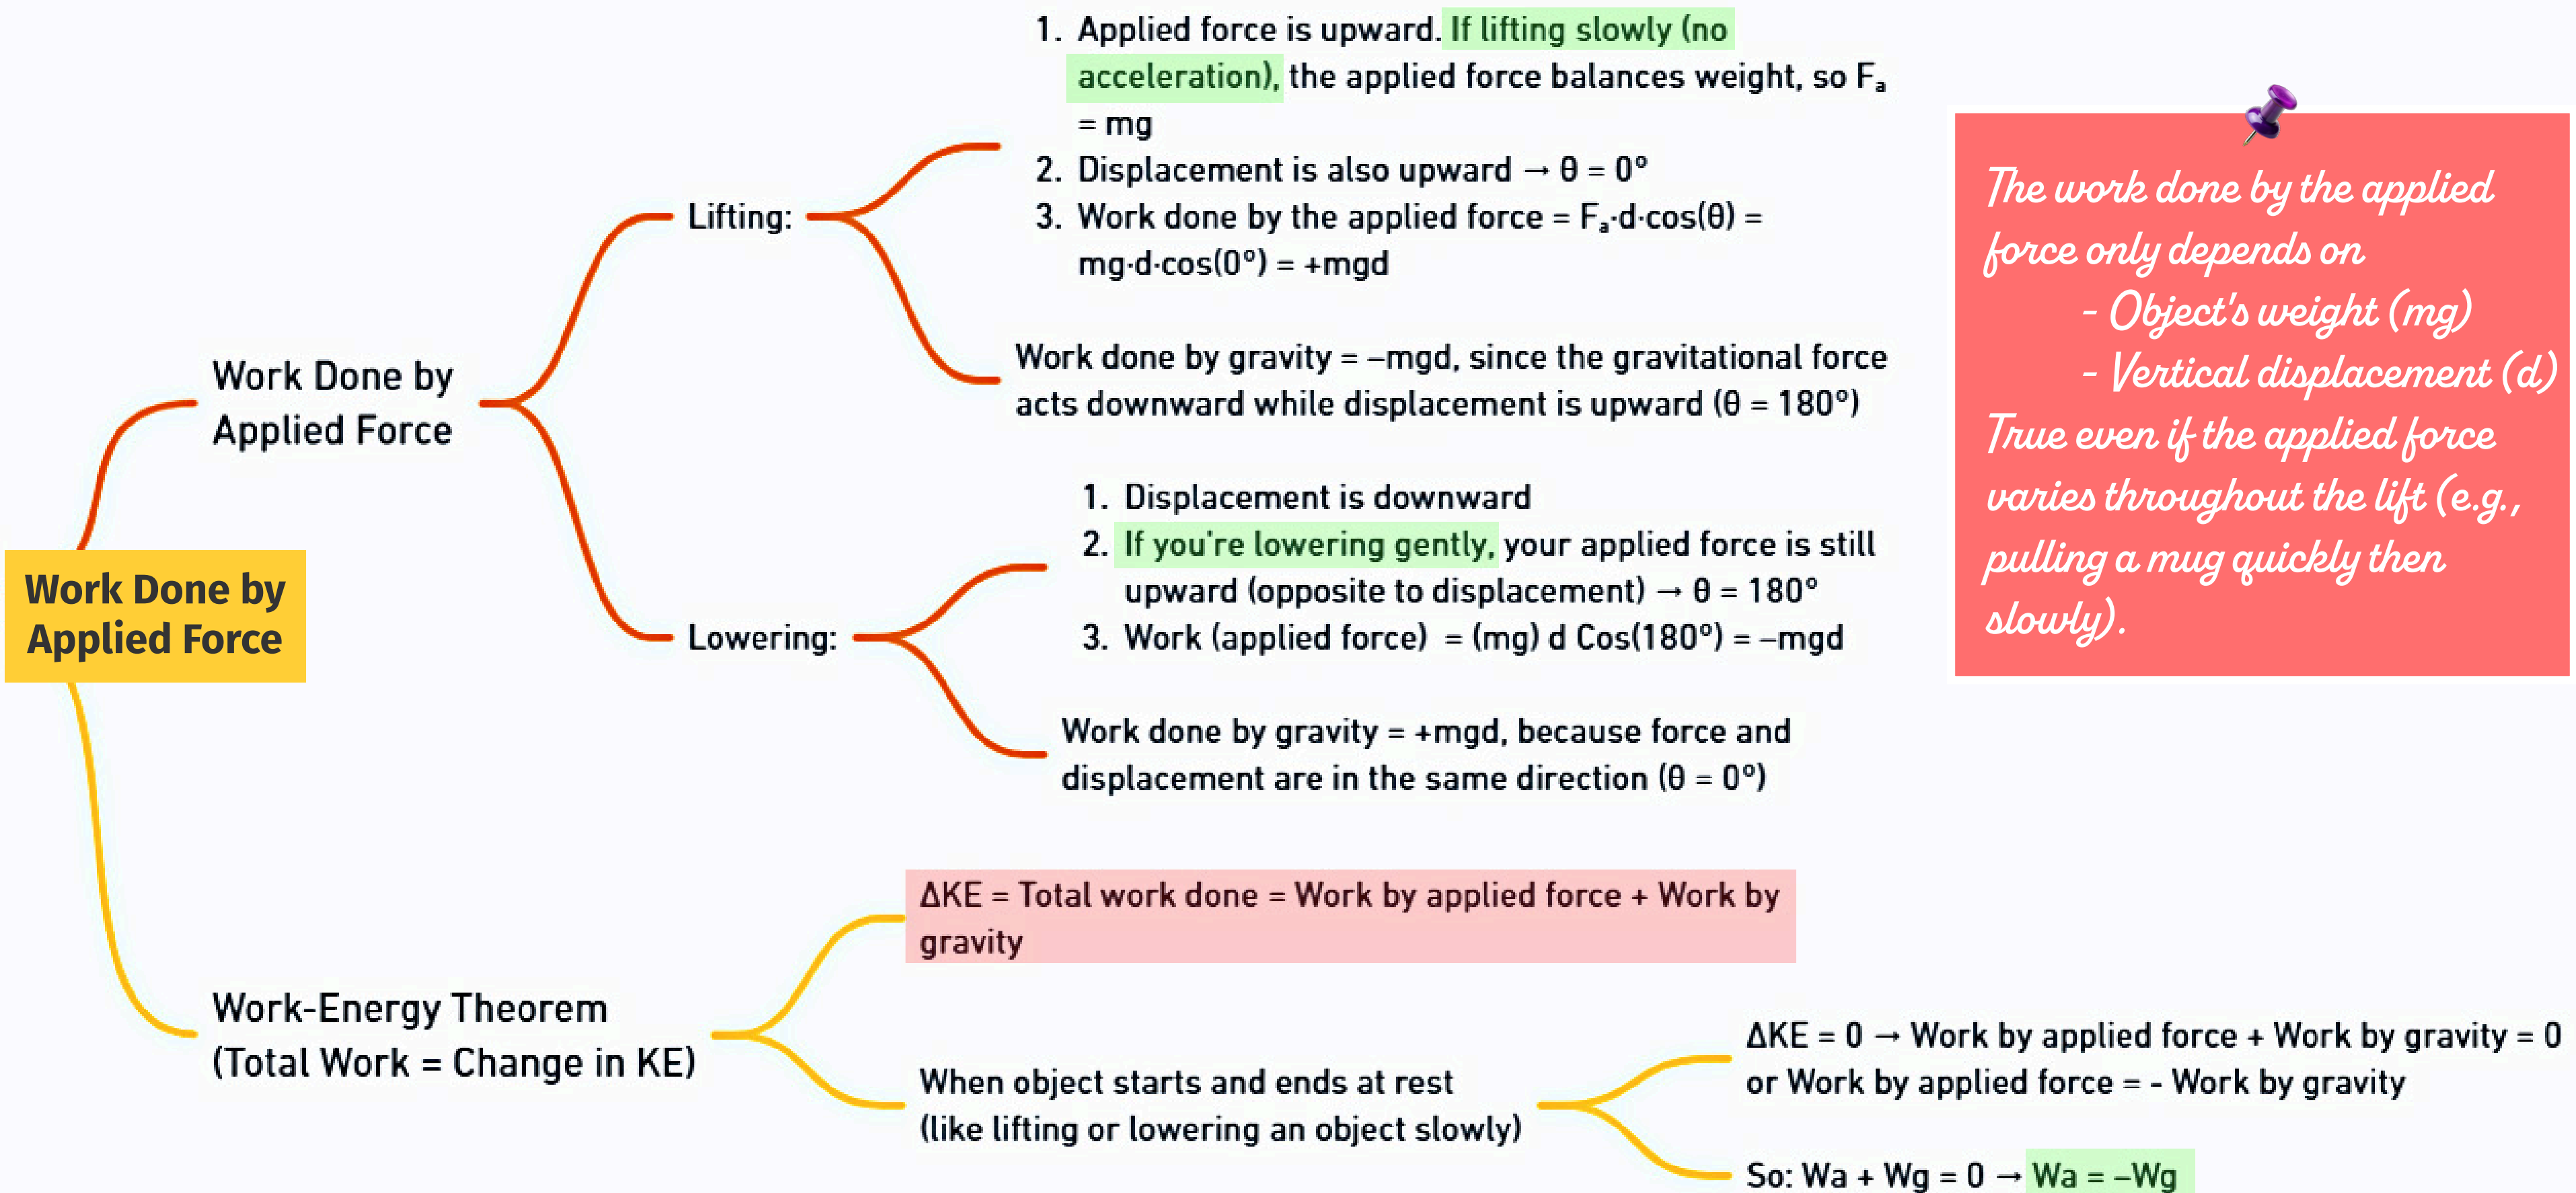 Work Done by
Applied Force
Work Done by
Applied Force
Lifting:
1. Applied force is upward. If lifting slowly (no
acceleration), the applied force balances weight, so Fₐ
= mg
2. Displacement is also upward → θ = 0°
3. Work done by the applied force = Fₐ·d·cos(θ) =
mg·d·cos(0°) = +mgd
Work done by gravity = –mgd, since the gravitational force
acts downward while displacement is upward (θ = 180°)
Lowering:
1. Displacement is downward
2. If you're lowering gently, your applied force is still
upward (opposite to displacement) → θ = 180°
3. Work (applied force) = (mg) d Cos(180°) = –mgd
Work done by gravity = +mgd, because force and
displacement are in the same direction (θ = 0°)
The work done by the applied
force only depends on
- Object's weight (mg)
- Vertical displacement (d)
True even if the applied force
varies throughout the lift (e.g.,
pulling a mug quickly then
slowly).
Work-Energy Theorem
(Total Work = Change in KE)
ΔKE = Total work done = Work by applied force + Work by
gravity
When object starts and ends at rest
(like lifting or lowering an object slowly)
ΔKE = 0 → Work by applied force + Work by gravity = 0
or Work by applied force = - Work by gravity
So: Wa + Wg = 0 → Wa = –Wg